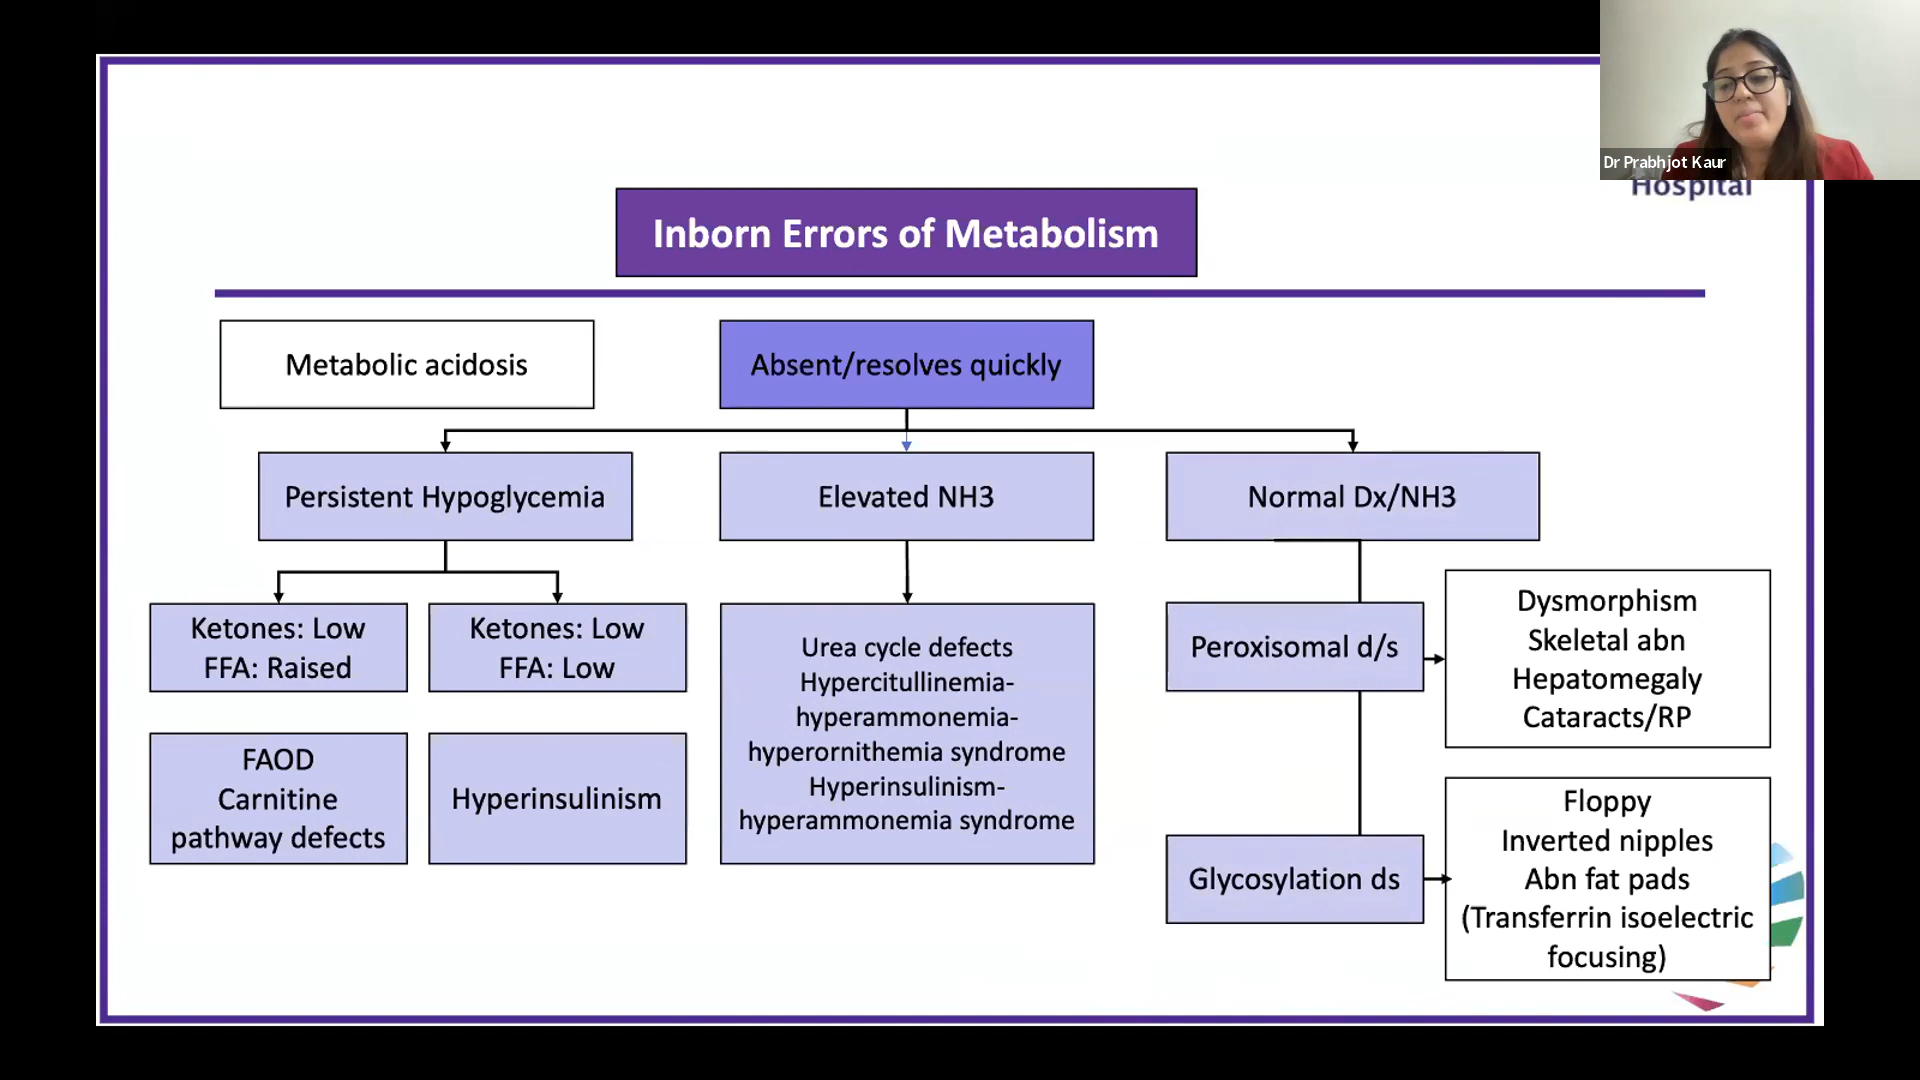 Dr Prabhjot Kaur
Hospital
Inborn Errors of Metabolism
Metabolic acidosis
Absent/resolves quickly
Persistent Hypoglycemia
Elevated NH3
Normal Dx/NH3
Ketones: Low
FFA: Raised
Ketones: Low
FFA: Low
FAOD
Carnitine
pathway defects
Hyperinsulinism
Urea cycle defects
Hypercitullinemia-
hyperammonemia-
hyperornithemia syndrome
Hyperinsulinism-
hyperammonemia syndrome
Peroxisomal d/s
Dysmorphism
Skeletal abn
Hepatomegaly
Cataracts/RP
Glycosylation ds
Floppy
Inverted nipples
Abn fat pads
(Transferrin isoelectric
focusing)